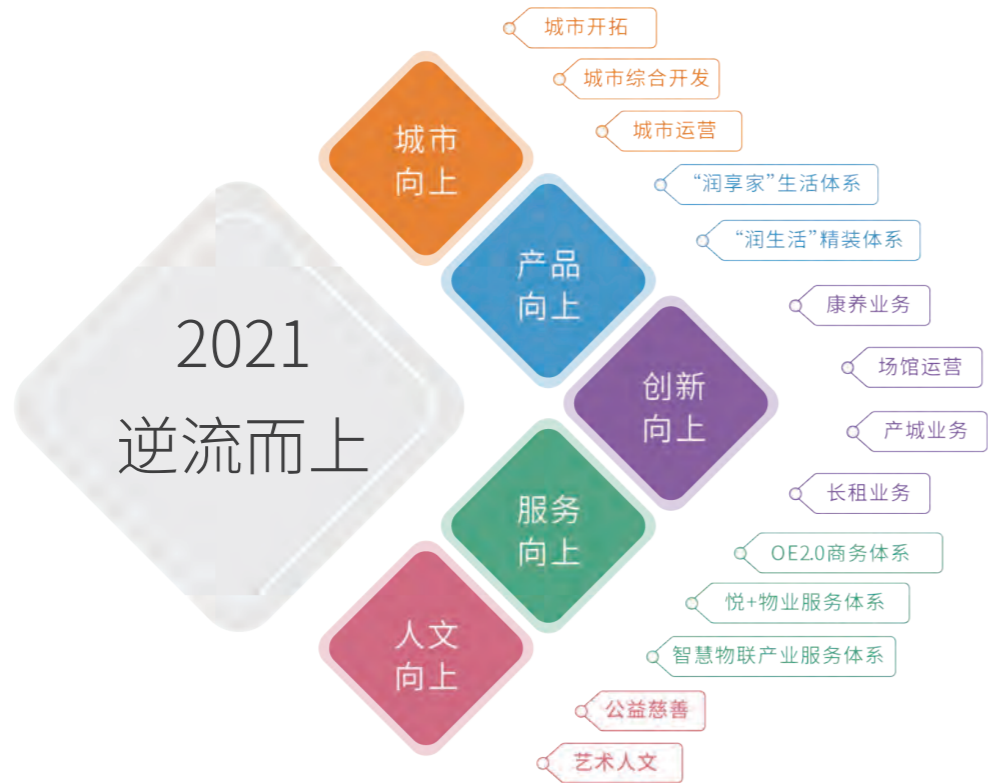 2021
逆流而上
城市
向上
城市开拓
城市综合开发
城市运营
产品
向上
“润享家”生活体系
“润生活”精装体系
创新
向上
康养业务
场馆运营
产城业务
长租业务
服务
向上
OE2.0商务体系
悦+物业服务体系
智慧物联产业服务体系
人文
向上
公益慈善
艺术人文